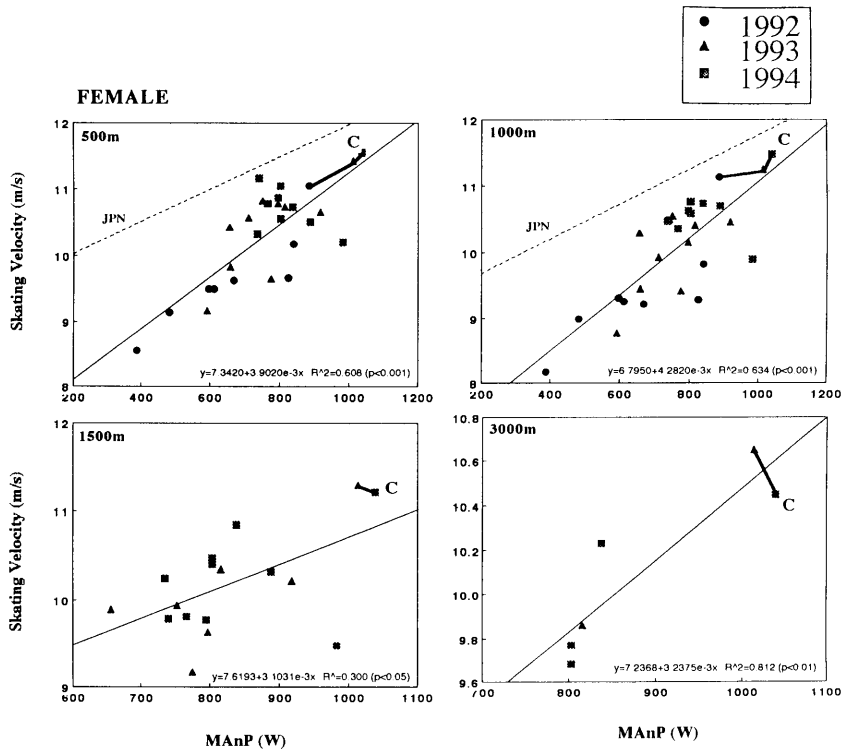 1992
1993
1994
FEMALE
500m
C
JPN
y=7 3420+3 9020e-3x R^2=0.608 (p<0.001)
12
11
10
9
8
200 400 600 800 1000 1200
Skating Velocity (m/s)
1000m
C
JPN
y=6 7950+4 2820e-3x R^2=0 634 (p<0.001)
12
11
10
9
8
200 400 600 800 1000 1200
1500m
C
y=7 6193+3 1031e-3x R^=0.300 (p<0.05)
12
11
10
9
600 700 800 900 1000 1100
Skating Velocity (m/s)
MAnP (W)
3000m
C
y=7 2368+3 2375e-3x R^2=0.812 (p<0 01)
10.8
10.6
10.4
10.2
10.0
9.8
9.6
700 800 900 1000 1100
MAnP (W)